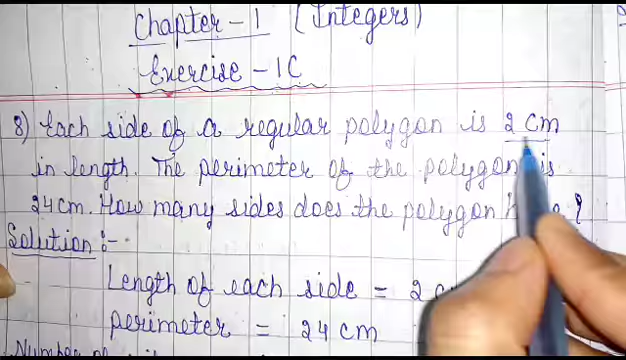 Chapter - 1 (Integers)
Exercise - 1C
8) Each side of a regular polygon is 2 cm
in length. The perimeter of the polygon is
24cm. How many sides does the polygon ?
Solution :-
Length of each side = 2
perimeter = 24 cm
Number